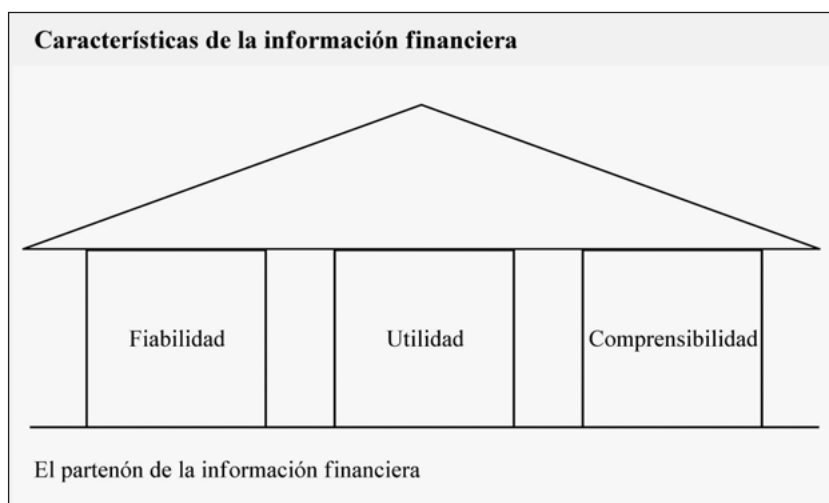 Características de la información financiera
Fiabilidad
Utilidad
Comprensibilidad
El partenón de la información financiera